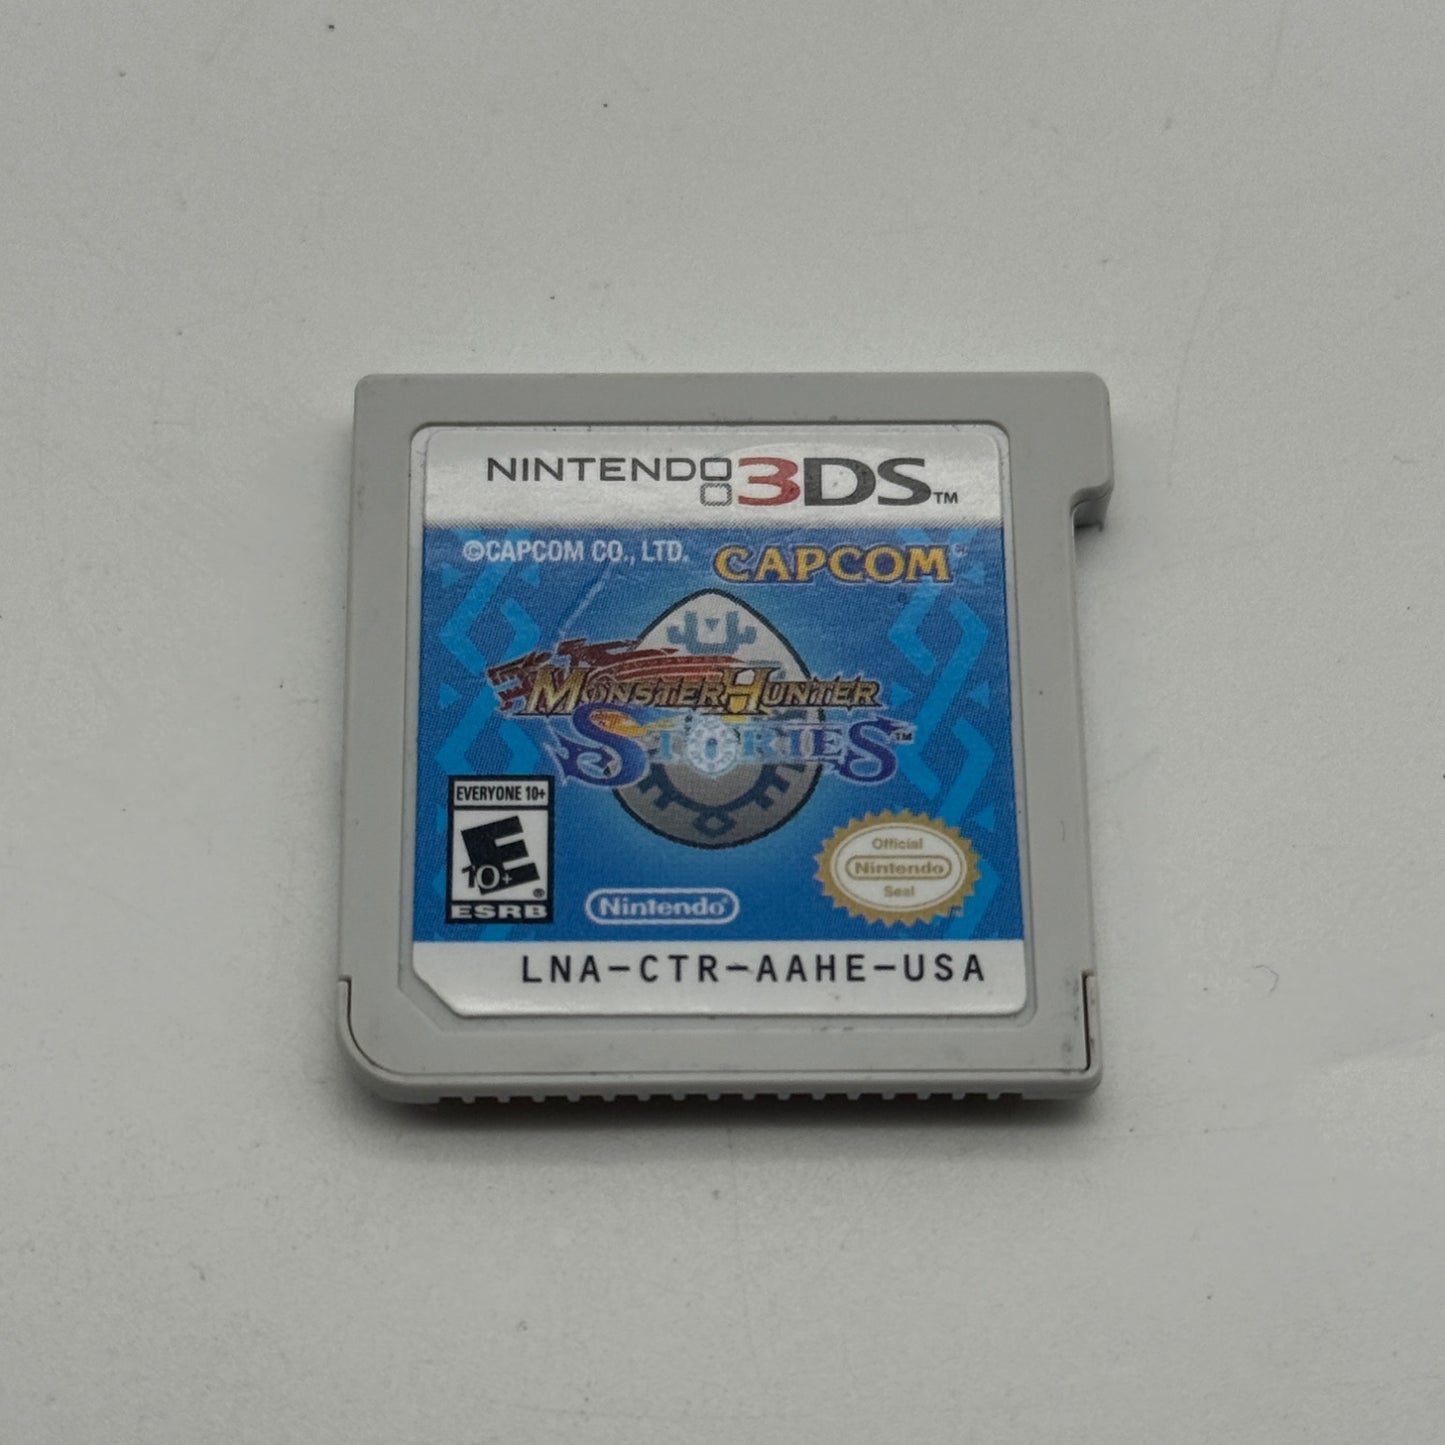 NINTENDO 3DS™
©CAPCOM CO., LTD. CAPCOM®
MONSTER HUNTER
STORIES™
EVERYONE 10+
E
10+
®
ESRB
Nintendo®
Official
Nintendo
Seal
LNA-CTR-AAHE-USA